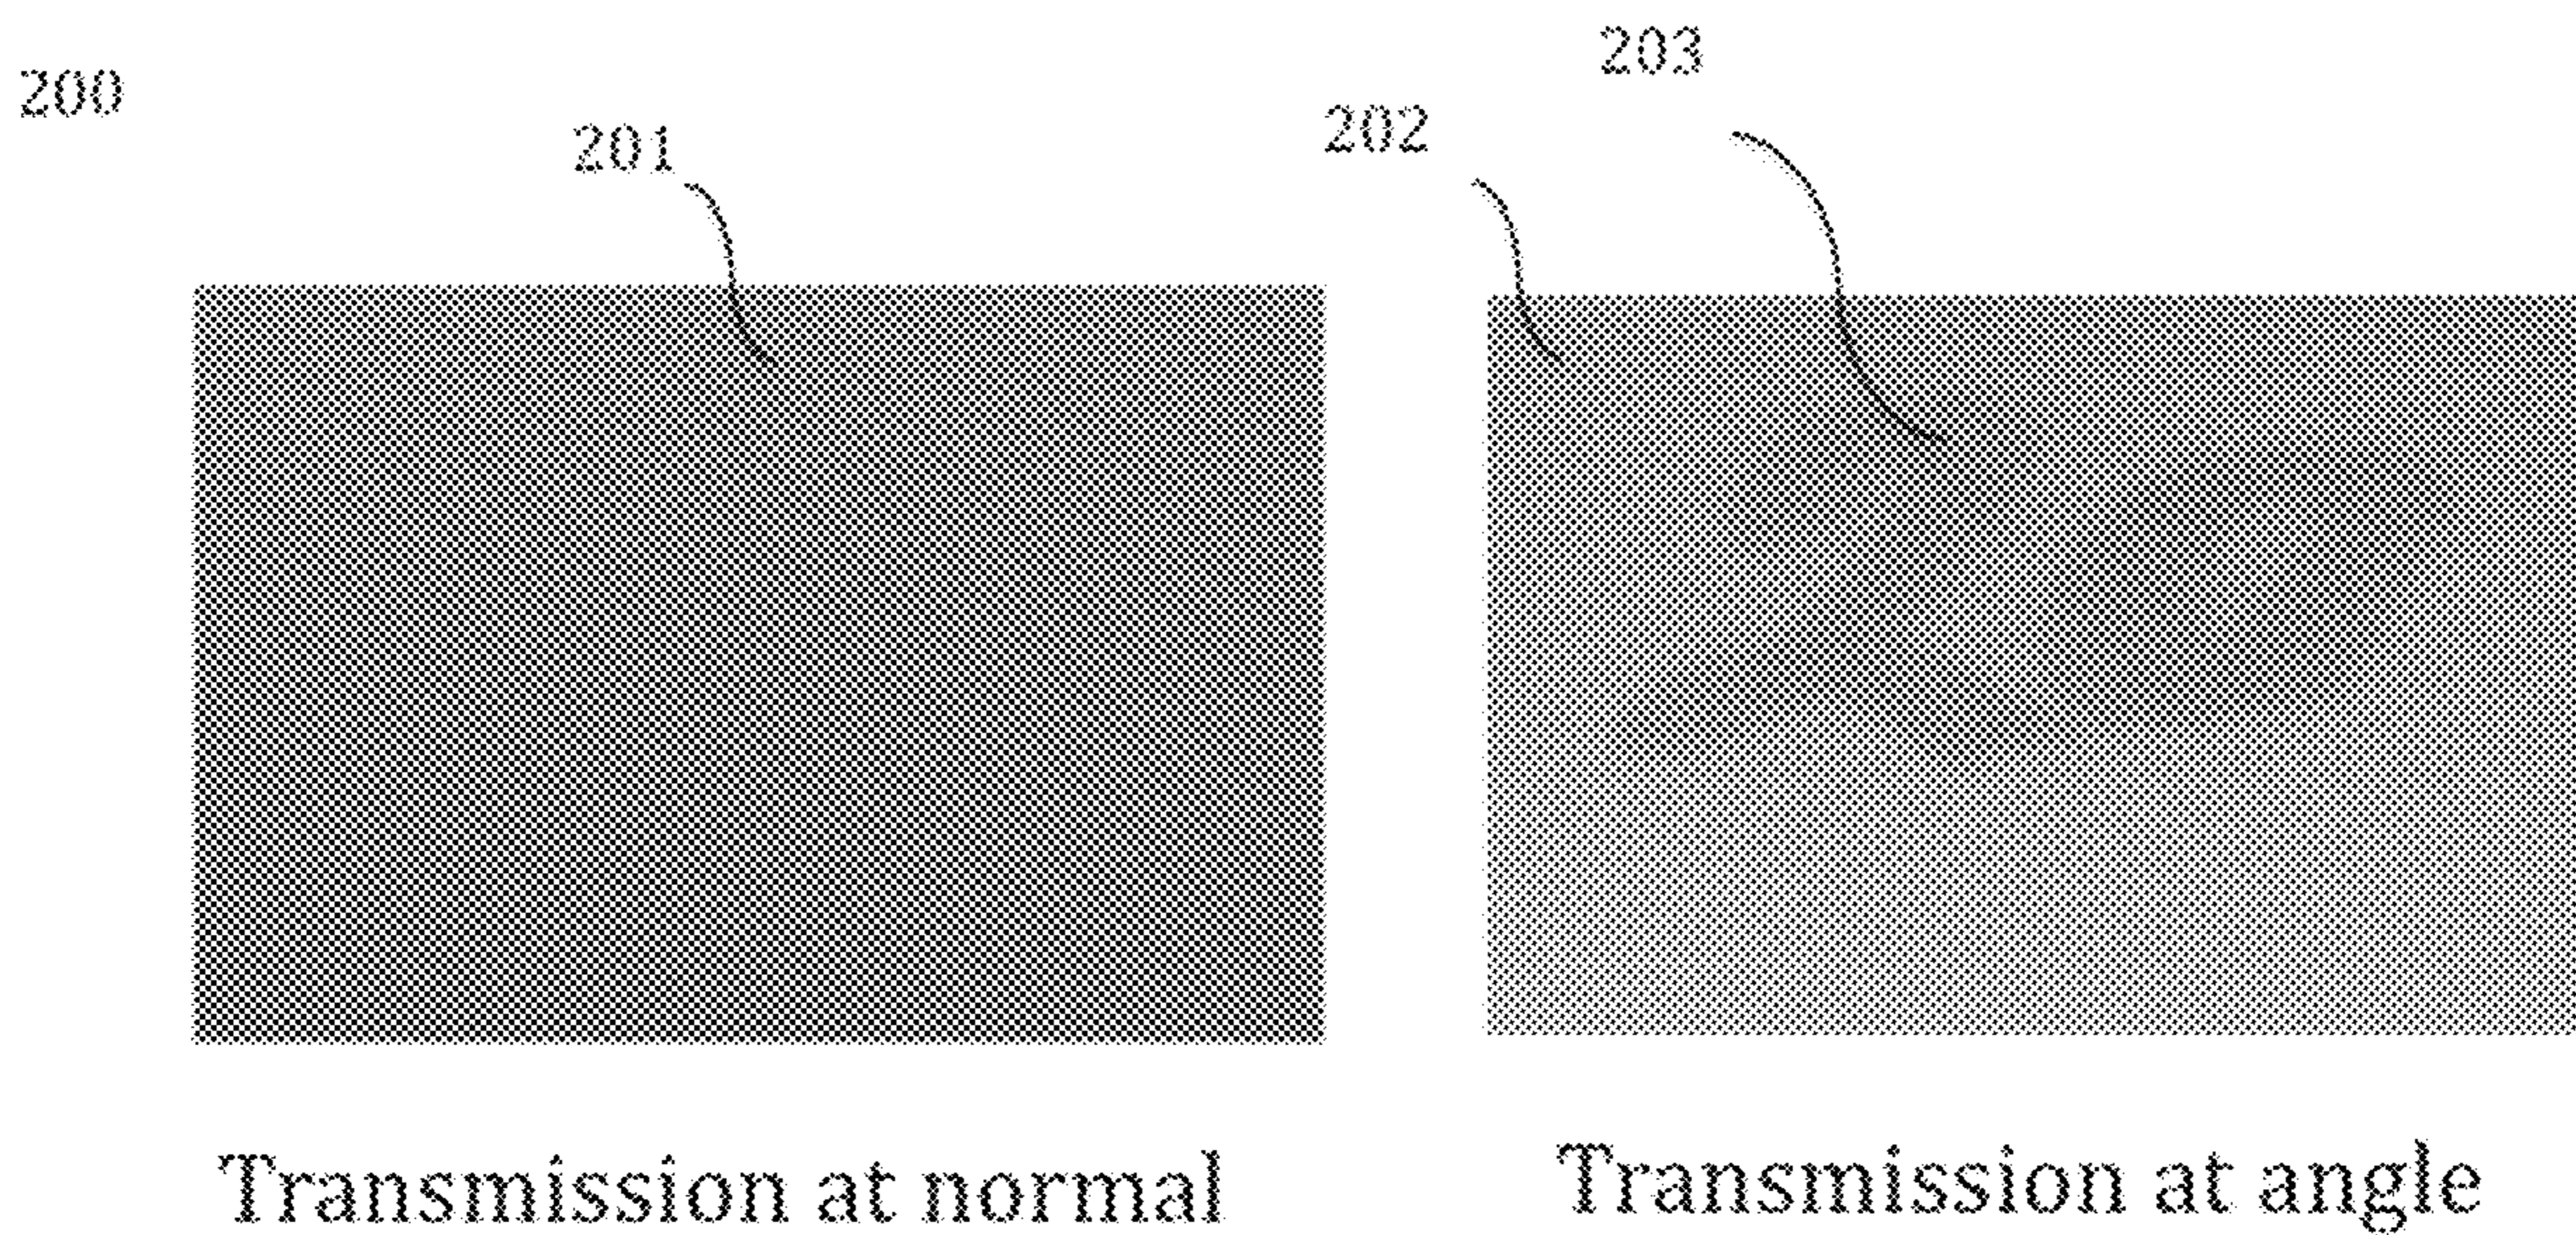 200
201
202
203
Transmission at normal
Transmission at angle